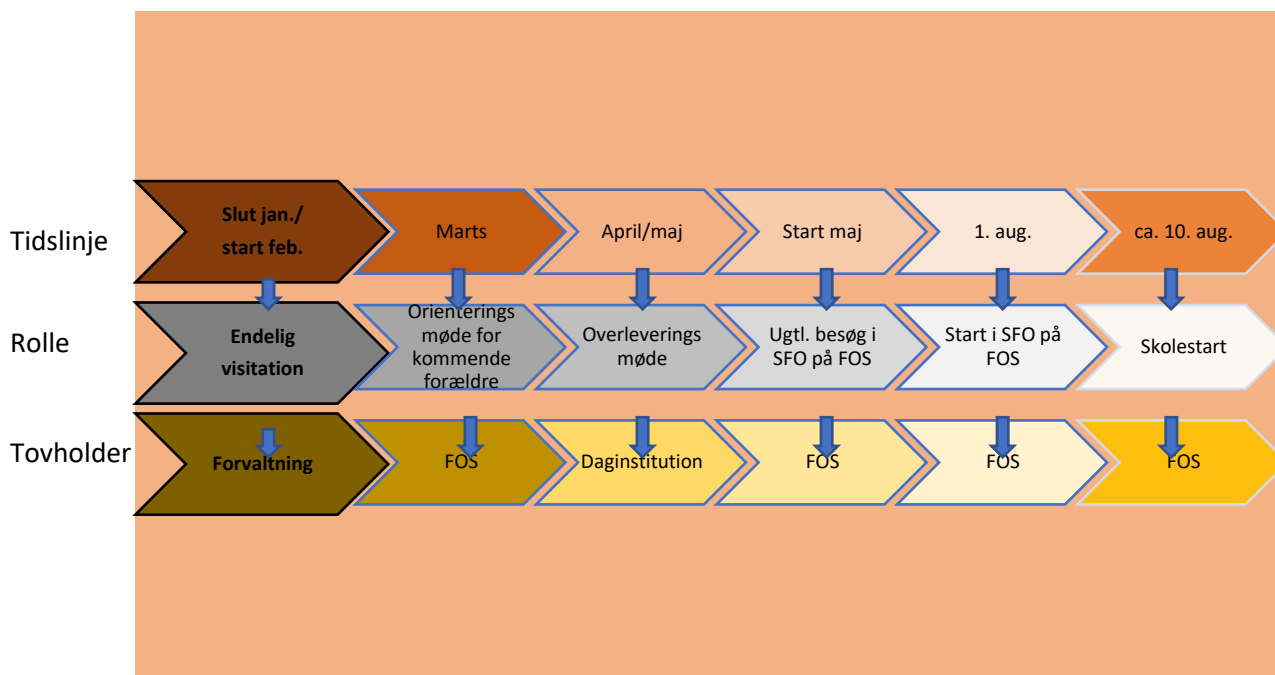 Tidslinje
Slut jan./
start feb.
Marts
April/maj
Start maj
1. aug.
ca. 10. aug.
Rolle
Endelig
visitation
Orienterings
møde for
kommende
forældre
Overleverings
møde
Ugtl. besøg i
SFO på FOS
Start i SFO på
FOS
Skolestart
Tovholder
Forvaltning
FOS
Daginstitution
FOS
FOS
FOS